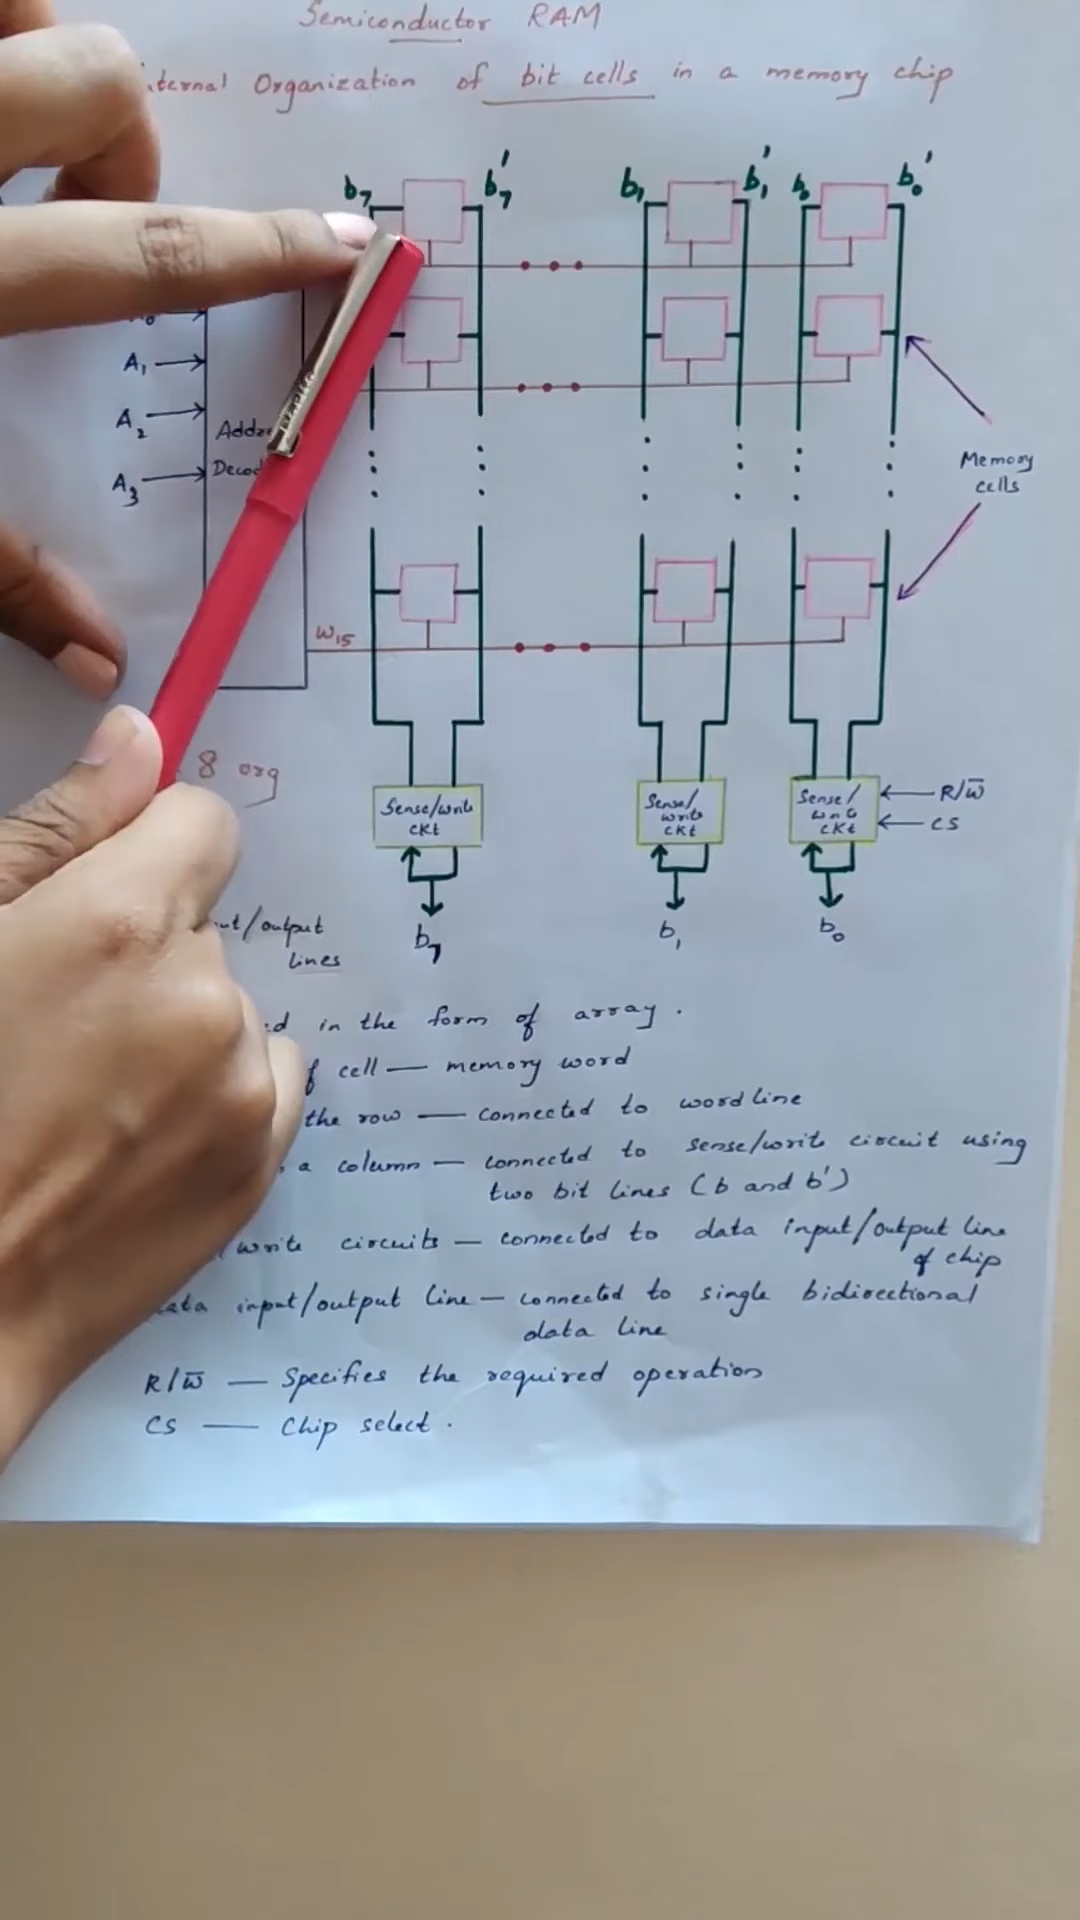 Semiconductor RAM
Organization of bit cells in a memory chip
b7 b7' b1 b1' b0 b0'
A1
A2
A3
Memory
cells
W15
8 org
Sense/write
CKt
Sense/
write
CKt
Sense/
write
CKt
R/W̅
CS
b7 b1 b0
/output
lines
in the form of array.
cell — memory word
the row — connected to wordline
a column — connected to sense/write circuit using
two bit lines (b and b')
/write circuits — connected to data input/output line
of chip
input/output line — connected to single bidirectional
data line
R/W̅ — Specifies the required operation
CS — Chip select.